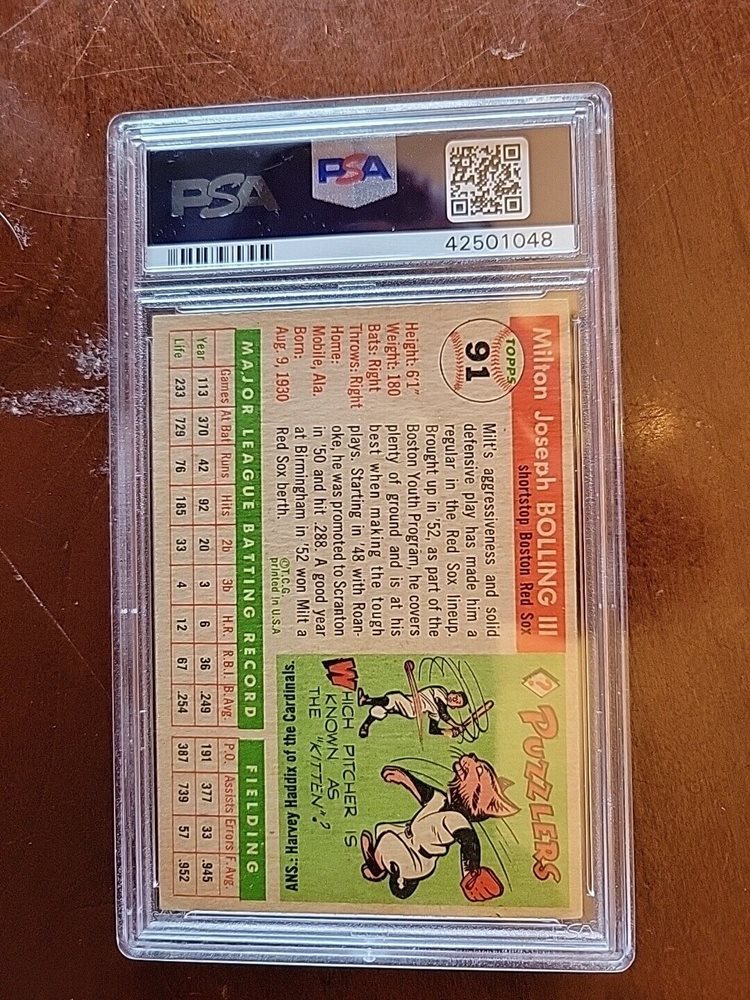 PSA
PSA
42501048
TOPPS
91
Milton Joseph BOLLING III
shortstop Boston Red Sox
Height: 6'1"
Weight: 180
Bats: Right
Throws: Right
Home:
Mobile, Ala.
Born:
Aug. 9, 1930
Milt's aggressiveness and solid
defensive play has made him a
regular in the Red Sox lineup.
Brought up in '52, as part of the
Boston Youth Program, he covers
plenty of ground and is at his
best when making the tough
plays. Starting in '48 with Roan-
oke, he was promoted to Scranton
in '50 and hit .288. A good year
at Birmingham in '52 won Milt a
Red Sox berth.
©T.C.G.
printed in U.S.A
? PUZZLERS
WHICH PITCHER IS
KNOWN AS
THE "KITTEN"?
ANS.: Harvey Haddix of the Cardinals.
MAJOR LEAGUE BATTING RECORD
FIELDING
Games At Bat Runs Hits 2b 3b H.R. R.B.I. B.Avg. P.O. Assists Errors F.Avg.
Year 113 370 42 92 20 3 6 36 .249 191 377 33 .945
Life 233 729 76 185 33 4 12 67 .254 387 739 57 .952
PSA